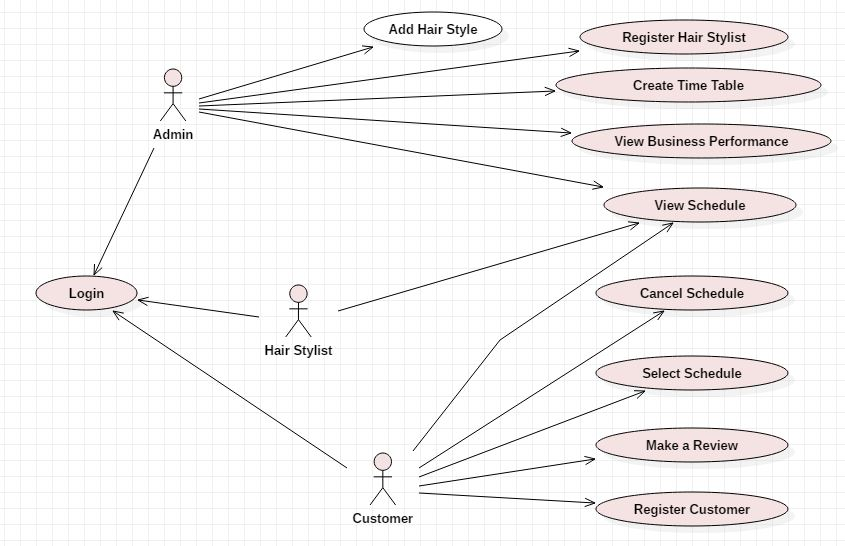 Add Hair Style
Register Hair Stylist
Create Time Table
Admin
View Business Performance
View Schedule
Login
Cancel Schedule
Hair Stylist
Select Schedule
Make a Review
Register Customer
Customer